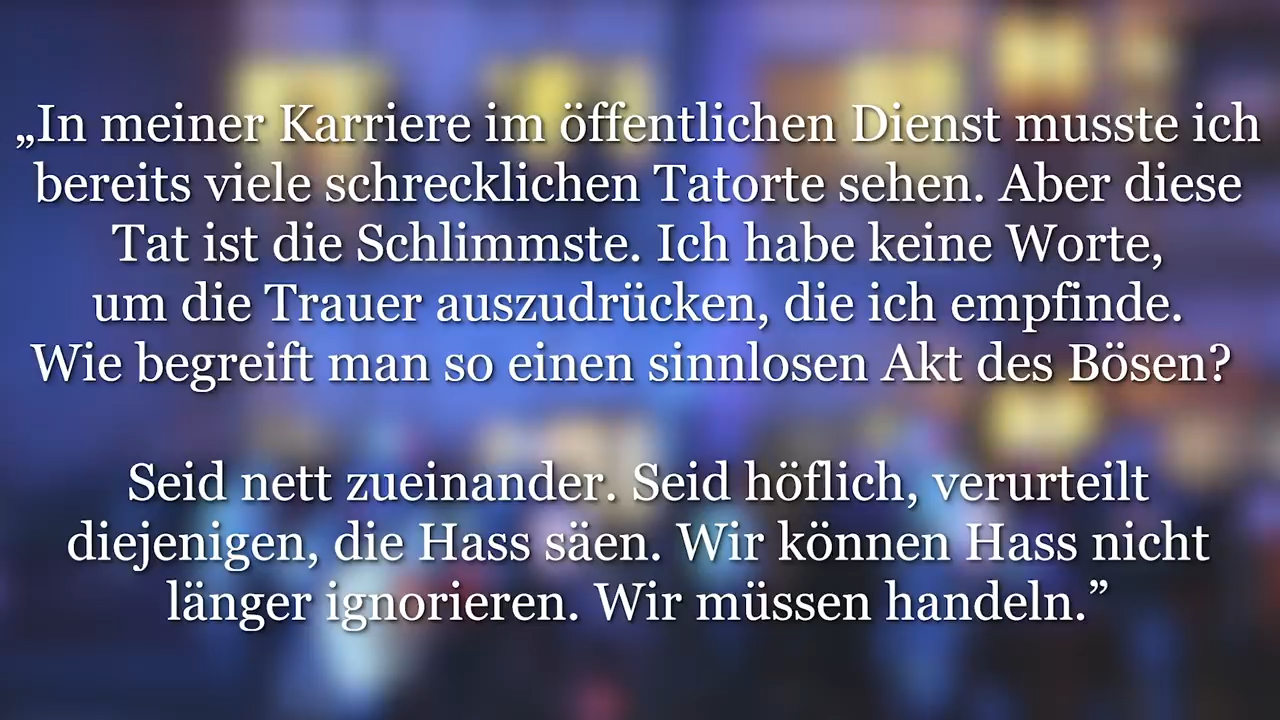 „In meiner Karriere im öffentlichen Dienst musste ich
bereits viele schrecklichen Tatorte sehen. Aber diese
Tat ist die Schlimmste. Ich habe keine Worte,
um die Trauer auszudrücken, die ich empfinde.
Wie begreift man so einen sinnlosen Akt des Bösen?
Seid nett zueinander. Seid höflich, verurteilt
diejenigen, die Hass säen. Wir können Hass nicht
länger ignorieren. Wir müssen handeln.”